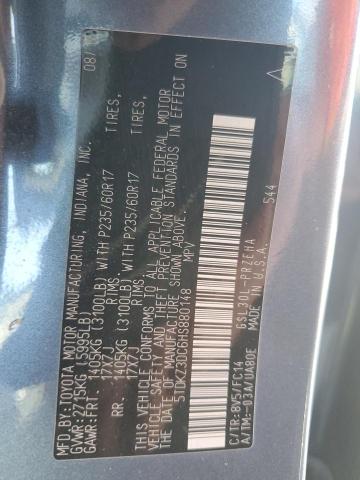 MFD.BY:TOYOTA MOTOR MANUFACTURING, INDIANA, INC. 08/
GVWR:2715KG (5995LB)
GAWR:FRT. 1405KG (3100LB) WITH P235/60R17 TIRES,
17X7J RIMS
RR. 1405KG (3100LB) WITH P235/60R17 TIRES,
17X7J RIMS
THIS VEHICLE CONFORMS TO ALL APPLICABLE FEDERAL MOTOR
VEHICLE SAFETY AND THEFT PREVENTION STANDARDS IN EFFECT ON
THE DATE OF MANUFACTURE SHOWN ABOVE.
5TDKZ3DC6HS880148 MPV
C/TR:8V5/FC14 GSL30L-PRZEHA
A/TM:-03A/UA80E MADE IN U.S.A. 544